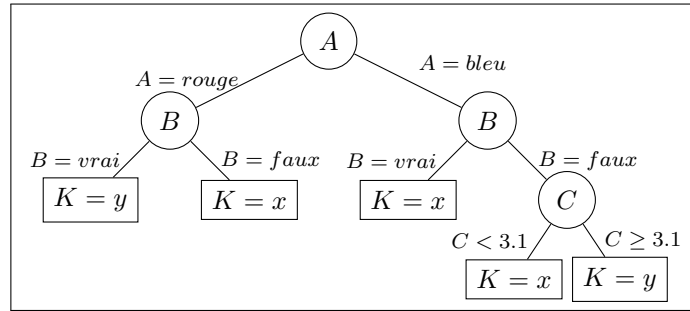 A
A = rouge
A = bleu
B
B
B = vrai
B = faux
B = vrai
B = faux
K = y
K = x
K = x
C
C < 3.1
C ≥ 3.1
K = x
K = y